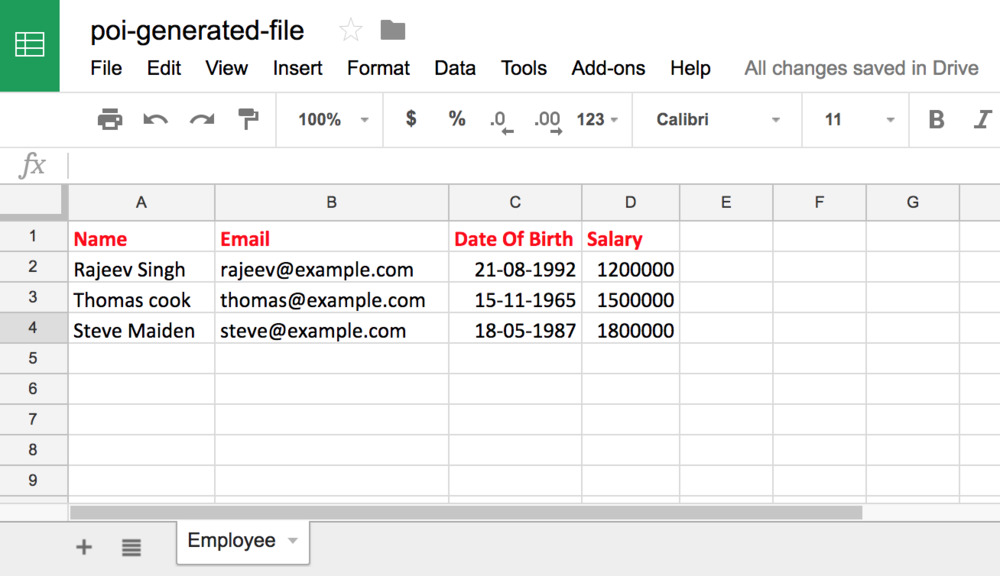 poi-generated-file
File Edit View Insert Format Data Tools Add-ons Help All changes saved in Drive
100% $ % .0 .00 123 Calibri 11 B I
fx
A B C D E F G
1 Name Email Date Of Birth Salary
2 Rajeev Singh rajeev@example.com 21-08-1992 1200000
3 Thomas cook thomas@example.com 15-11-1965 1500000
4 Steve Maiden steve@example.com 18-05-1987 1800000
5
6
7
8
9
+ Employee